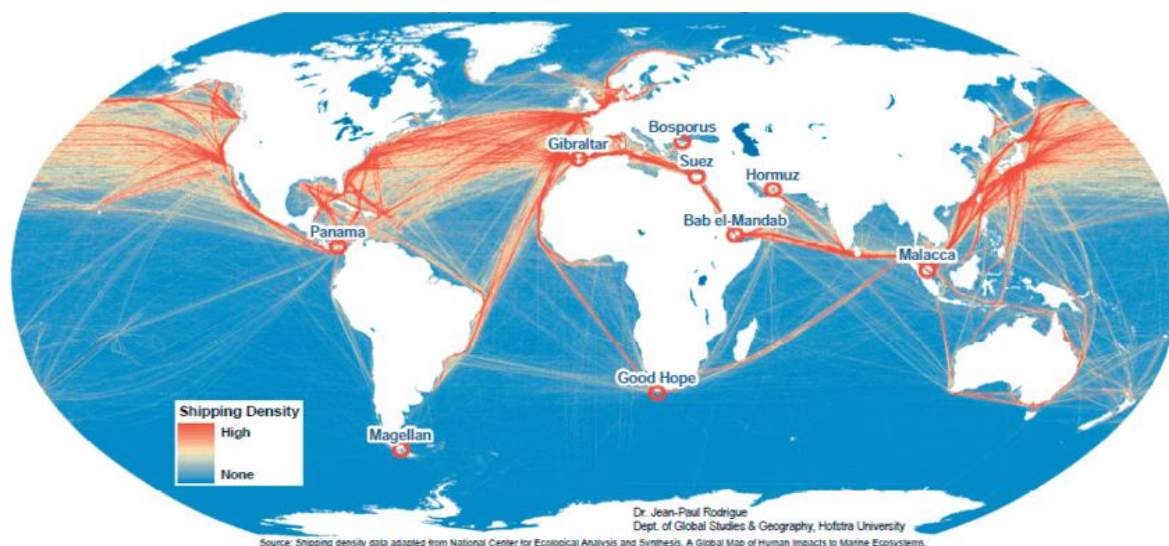 Bosporus
Gibraltar
Suez
Hormuz
Bab el-Mandab
Panama
Malacca
Good Hope
Magellan
Shipping Density
High
None
Dr. Jean-Paul Rodrigue
Dept. of Global Studies & Geography, Hofstra University
Source: Shipping density data adapted from National Center for Ecological Analysis and Synthesis, A Global Map of Human Impacts to Marine Ecosystems.